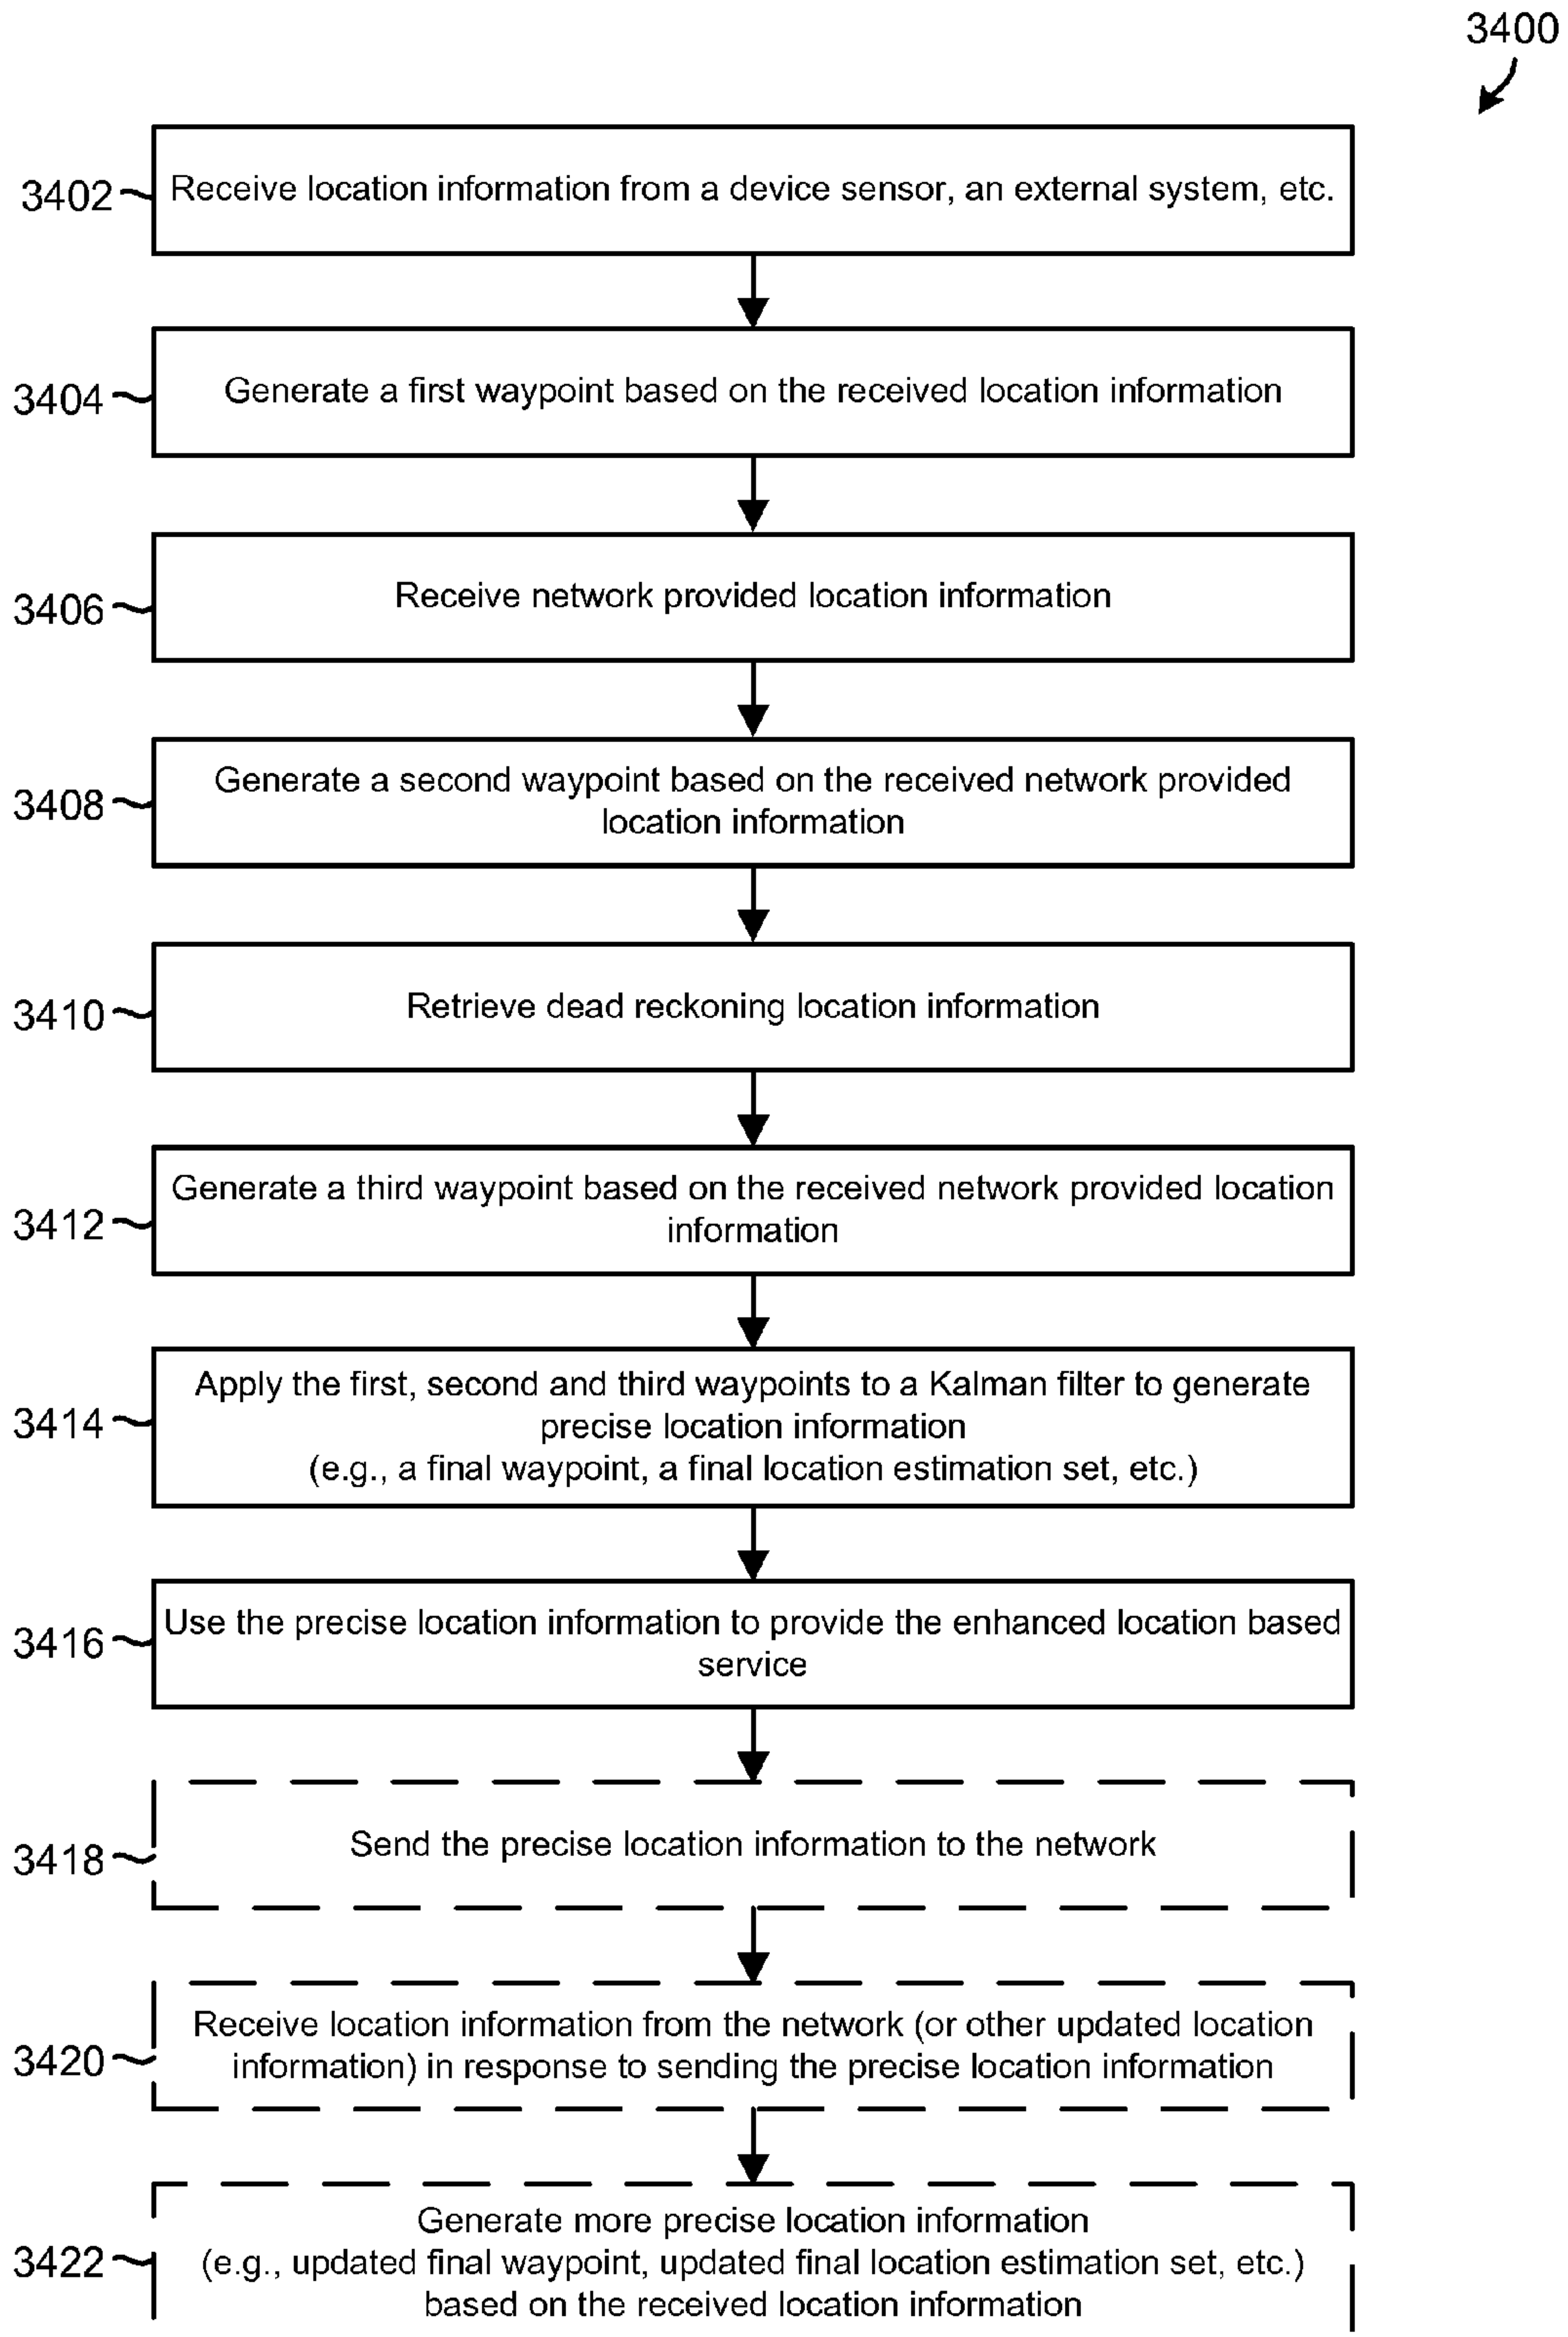 3400
3402
Receive location information from a device sensor, an external system, etc.
3404
Generate a first waypoint based on the received location information
3406
Receive network provided location information
3408
Generate a second waypoint based on the received network provided
location information
3410
Retrieve dead reckoning location information
3412
Generate a third waypoint based on the received network provided location
information
3414
Apply the first, second and third waypoints to a Kalman filter to generate
precise location information
(e.g., a final waypoint, a final location estimation set, etc.)
3416
Use the precise location information to provide the enhanced location based
service
3418
Send the precise location information to the network
3420
Receive location information from the network (or other updated location
information) in response to sending the precise location information
3422
Generate more precise location information
(e.g., updated final waypoint, updated final location estimation set, etc.)
based on the received location information